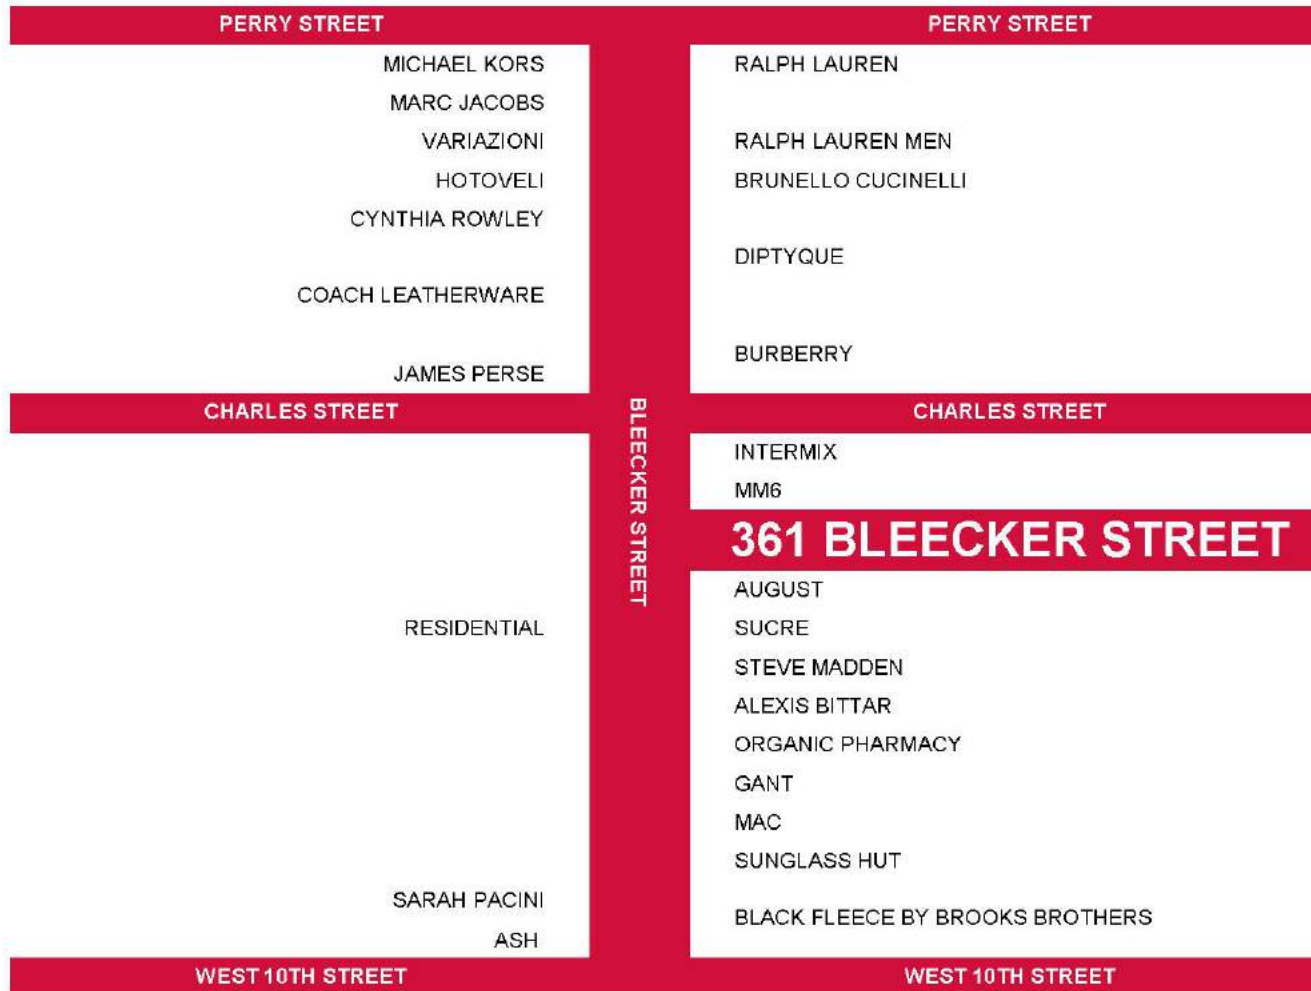 PERRY STREET
PERRY STREET
MICHAEL KORS
RALPH LAUREN
MARC JACOBS
VARIAZIONI
RALPH LAUREN MEN
HOTOVELI
BRUNELLO CUCINELLI
CYNTHIA ROWLEY
DIPTYQUE
COACH LEATHERWARE
BURBERRY
JAMES PERSE
CHARLES STREET
CHARLES STREET
BLEECKER STREET
INTERMIX
MM6
361 BLEECKER STREET
AUGUST
RESIDENTIAL
SUCRE
STEVE MADDEN
ALEXIS BITTAR
ORGANIC PHARMACY
GANT
MAC
SUNGLASS HUT
SARAH PACINI
BLACK FLEECE BY BROOKS BROTHERS
ASH
WEST 10TH STREET
WEST 10TH STREET